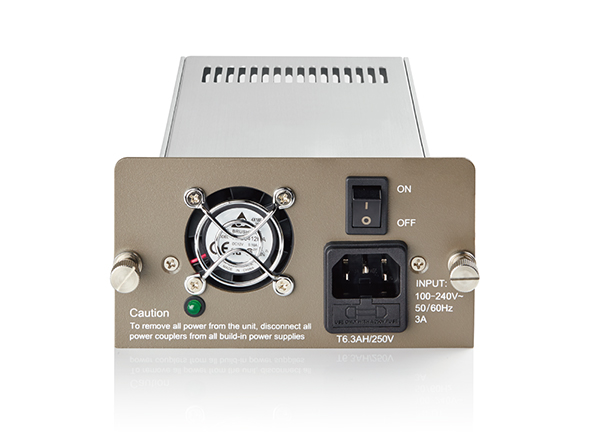 ON
OFF
INPUT:
100-240V~
50/60Hz
3A
T6.3AH/250V
Caution
To remove all power from the unit, disconnect all
power couplers from all build-in power supplies